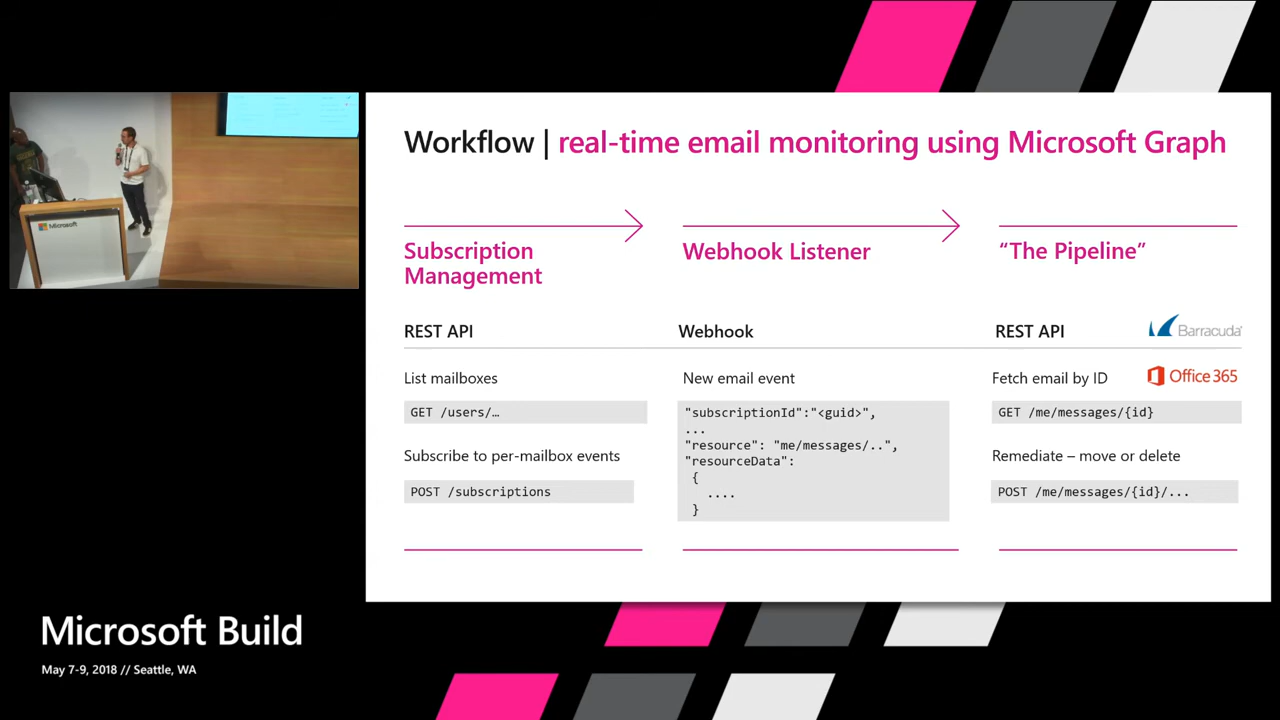 Microsoft
Workflow | real-time email monitoring using Microsoft Graph
Subscription
Management
Webhook Listener
“The Pipeline”
REST API
Webhook
REST API
Barracuda
List mailboxes
New email event
Fetch email by ID
Office 365
GET /users/…
"subscriptionId":"<guid>",
...
"resource": "me/messages/..",
"resourceData":
{
....
}
GET /me/messages/{id}
Subscribe to per-mailbox events
Remediate – move or delete
POST /subscriptions
POST /me/messages/{id}/...
Microsoft Build
May 7-9, 2018 // Seattle, WA